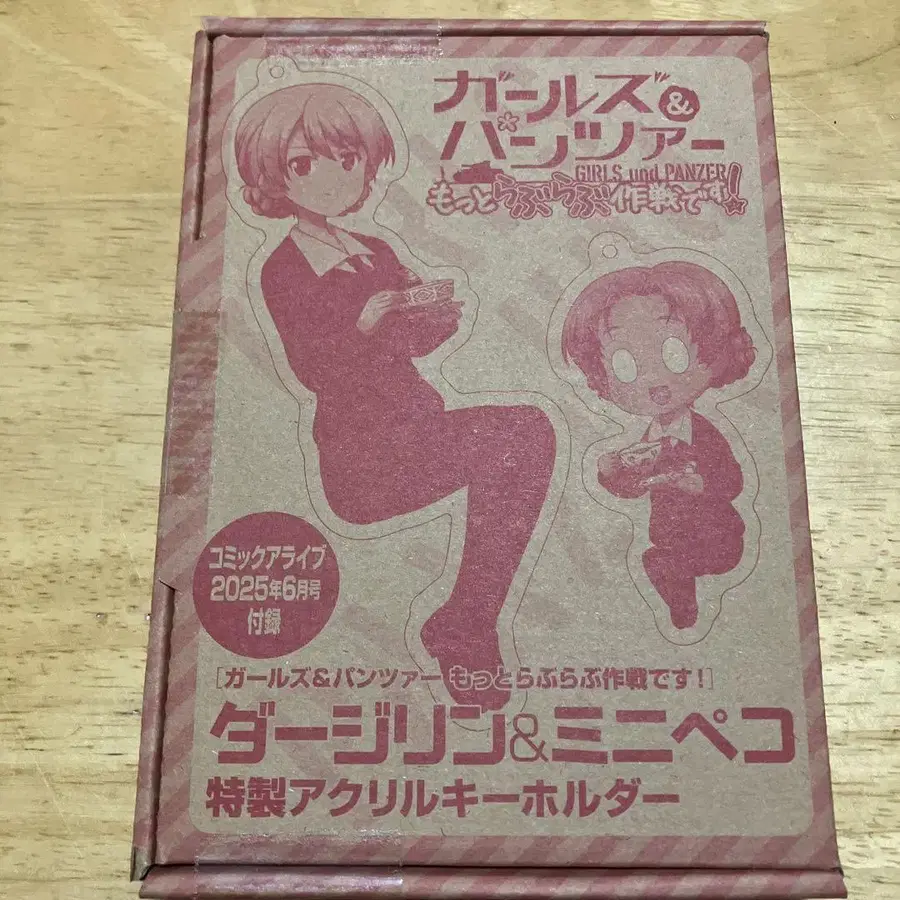 ガールズ&
パンツァー
GIRLS und PANZER
もっとらぶらぶ作戦です!
コミックアライブ
2025年6月号
付録
[ガールズ&パンツァー もっとらぶらぶ作戦です!]
ダージリン&ミニペコ
特製アクリルキーホルダー